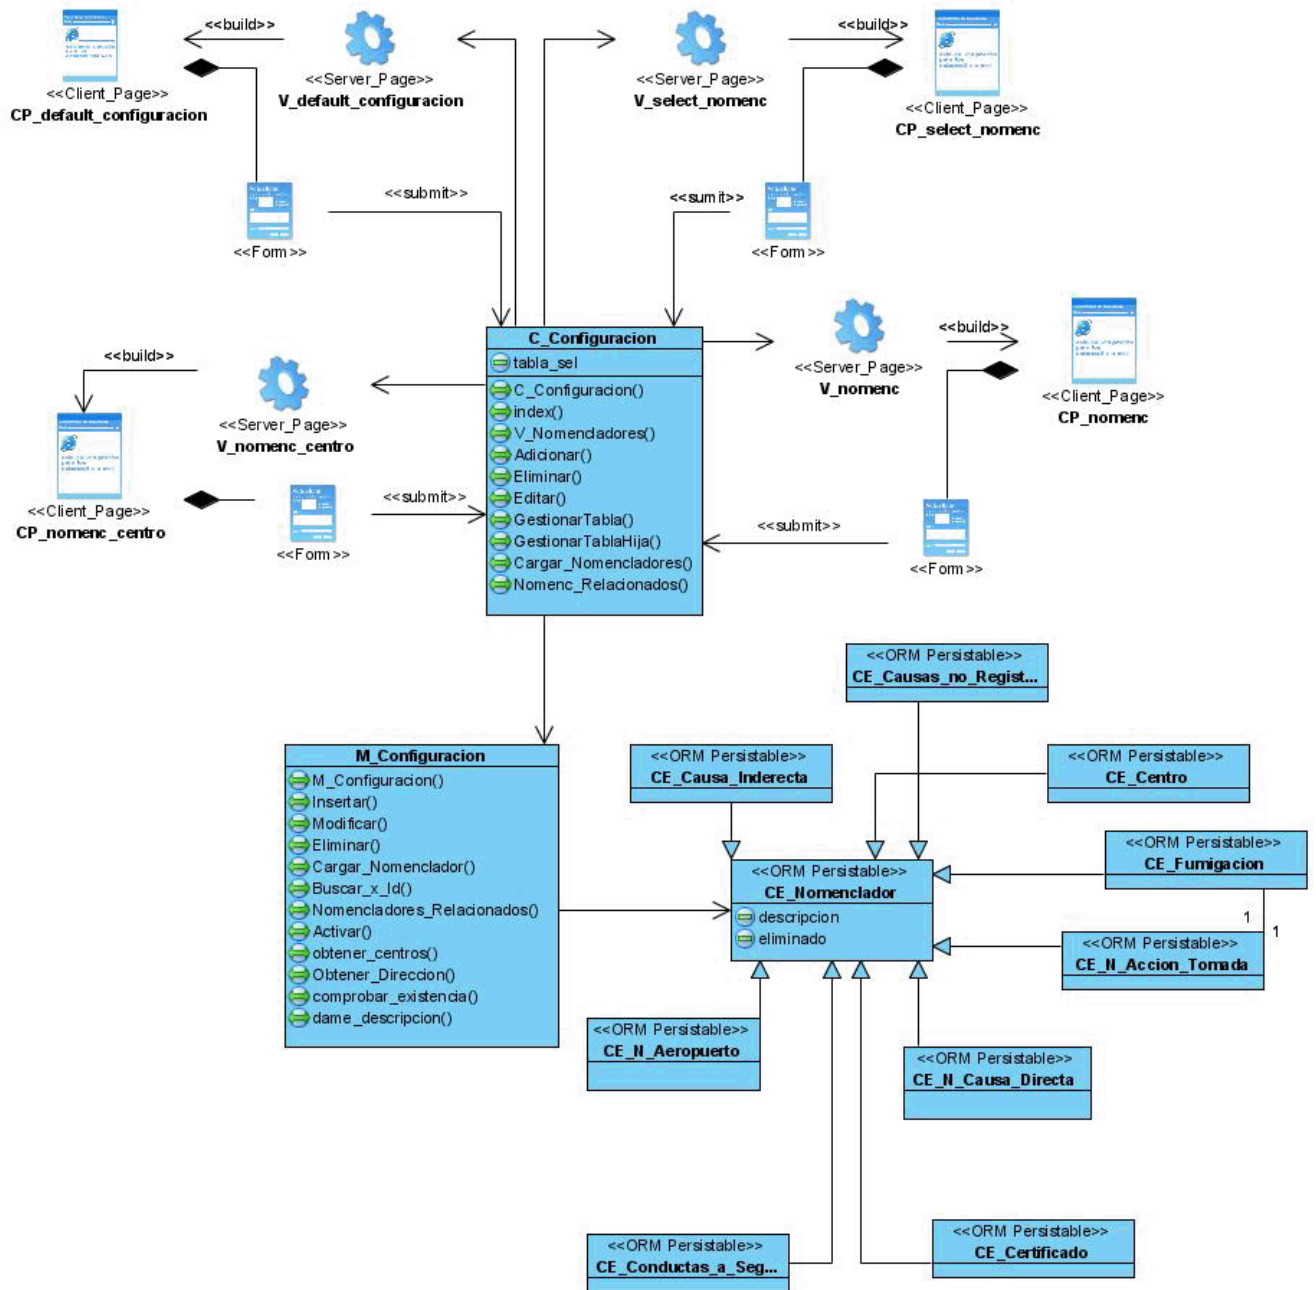 <<build>>
<<build>>
<<Server_Page>>
V_default_configuracion
<<Server_Page>>
V_select_nomenc
<<Client_Page>>
CP_default_configuracion
<<Client_Page>>
CP_select_nomenc
<<submit>>
<<sumit>>
<<Form>>
<<Form>>
C_Configuracion
tabla_sel
C_Configuracion()
index()
V_Nomencladores()
Adicionar()
Eliminar()
Editar()
GestionarTabla()
GestionarTablaHija()
Cargar_Nomencladores()
Nomenc_Relacionados()
<<build>>
<<Server_Page>>
V_nomenc
<<Client_Page>>
CP_nomenc
<<build>>
<<Server_Page>>
V_nomenc_centro
<<Client_Page>>
CP_nomenc_centro
<<submit>>
<<Form>>
<<submit>>
<<Form>>
<<ORM Persistable>>
CE_Causas_no_Regist...
M_Configuracion
M_Configuracion()
Insertar()
Modificar()
Eliminar()
Cargar_Nomenclador()
Buscar_x_Id()
Nomencladores_Relacionados()
Activar()
obtener_centros()
Obtener_Direccion()
comprobar_existencia()
dame_descripcion()
<<ORM Persistable>>
CE_Causa_Inderecta
<<ORM Persistable>>
CE_Centro
<<ORM Persistable>>
CE_Fumigacion
<<ORM Persistable>>
CE_Nomenclador
descripcion
eliminado
1
1
<<ORM Persistable>>
CE_N_Accion_Tomada
<<ORM Persistable>>
CE_N_Aeropuerto
<<ORM Persistable>>
CE_N_Causa_Directa
<<ORM Persistable>>
CE_Conductas_a_Seg...
<<ORM Persistable>>
CE_Certificado